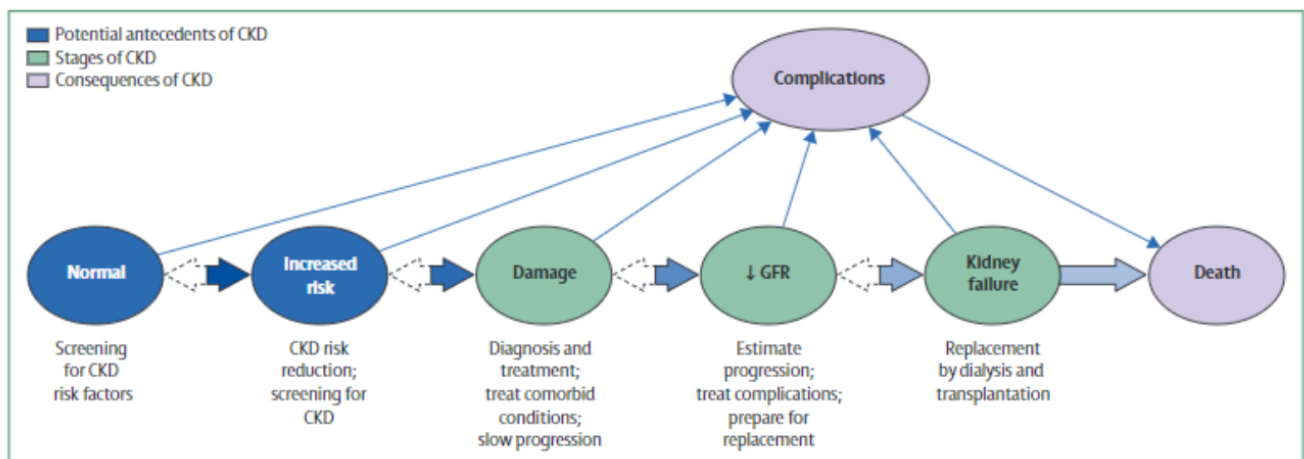 Potential antecedents of CKD
Stages of CKD
Consequences of CKD
Complications
Normal
Increased
risk
Damage
↓ GFR
Kidney
failure
Death
Screening
for CKD
risk factors
CKD risk
reduction;
screening for
CKD
Diagnosis and
treatment;
treat comorbid
conditions;
slow progression
Estimate
progression;
treat complications;
prepare for
replacement
Replacement
by dialysis and
transplantation